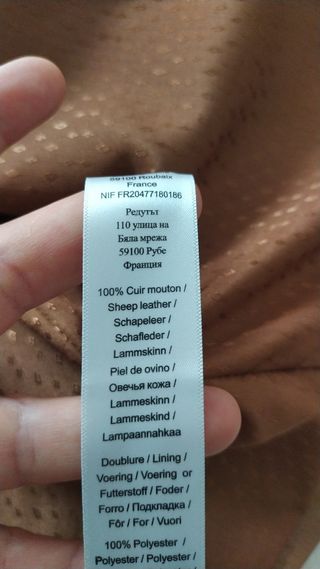 59100 Roubaix
France
NIF FR20477180186
Редутът
110 улица на
Бяла мрежа
59100 Рубе
Франция
100% Cuir mouton /
Sheep leather /
Schapeleer /
Schafleder /
Lammskinn /
Piel de ovino /
Овечья кожа /
Lammeskinn /
Lammeskind /
Lampaannahkaa
Doublure / Lining /
Voering / Voering or
Futterstoff / Foder /
Forro / Подкладка /
Fôr / For / Vuori
100% Polyester /
Polyester / Polyester /